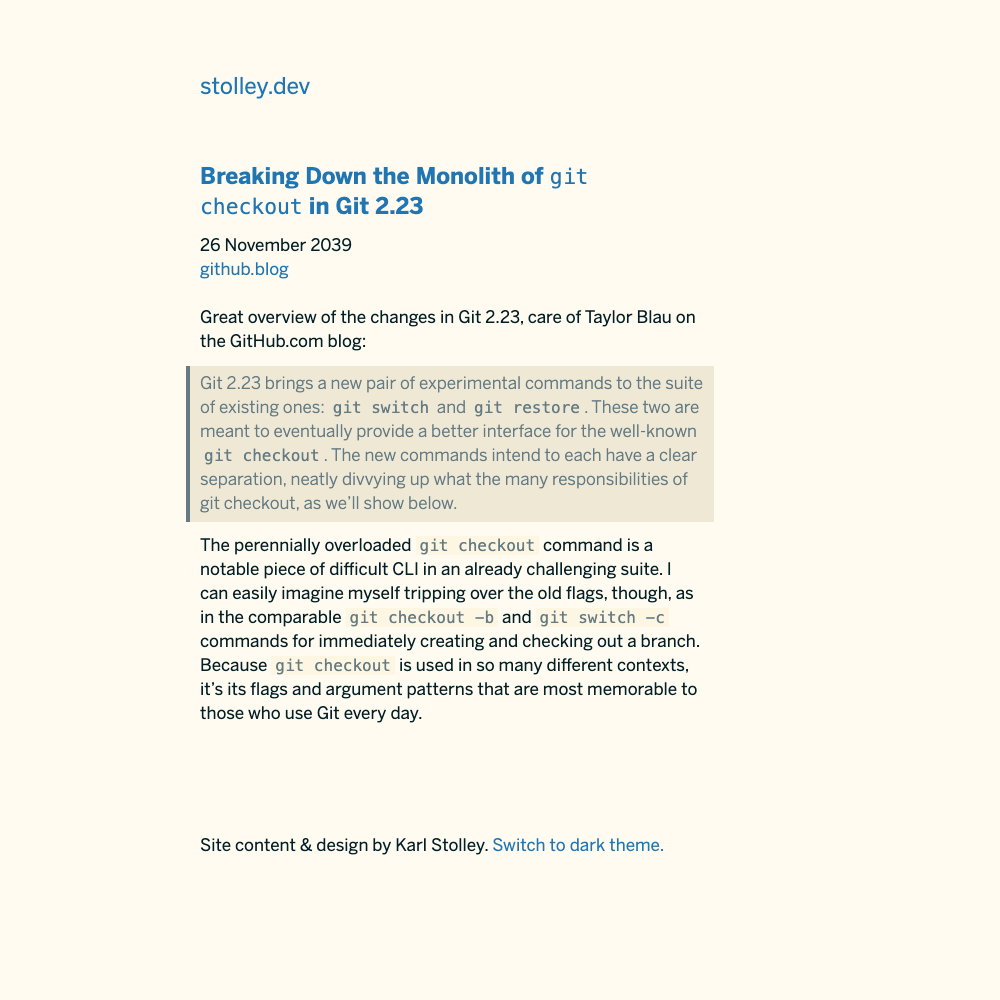 stolley.dev
Breaking Down the Monolith of git
checkout in Git 2.23
26 November 2039
github.blog
Great overview of the changes in Git 2.23, care of Taylor Blau on
the GitHub.com blog:
Git 2.23 brings a new pair of experimental commands to the suite
of existing ones: git switch and git restore . These two are
meant to eventually provide a better interface for the well-known
git checkout . The new commands intend to each have a clear
separation, neatly divvying up what the many responsibilities of
git checkout, as we’ll show below.
The perennially overloaded git checkout command is a
notable piece of difficult CLI in an already challenging suite. I
can easily imagine myself tripping over the old flags, though, as
in the comparable git checkout -b and git switch -c
commands for immediately creating and checking out a branch.
Because git checkout is used in so many different contexts,
it’s its flags and argument patterns that are most memorable to
those who use Git every day.
Site content & design by Karl Stolley. Switch to dark theme.